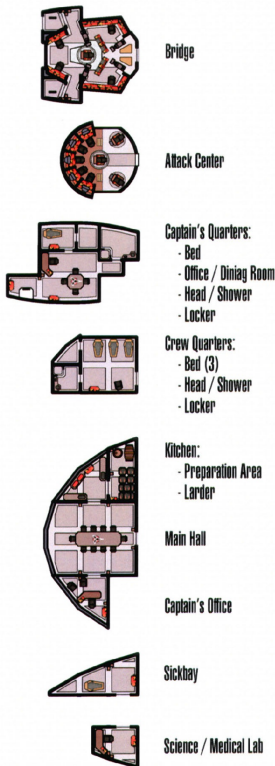 Bridge
Attack Center
Captain's Quarters:
- Bed
- Office / Diniag Room
- Head / Shower
- Locker
Crew Quarters:
- Bed (3)
- Head / Shower
- Locker
Kitchen:
- Preparation Area
- Larder
Main Hall
Captain's Office
Sickbay
Science / Medical Lab